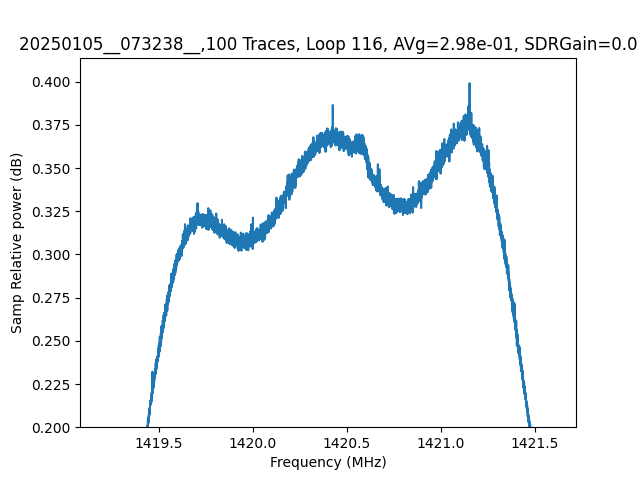 20250105__073238__,100 Traces, Loop 116, AVg=2.98e-01, SDRGain=0.0
0.400
0.375
0.350
0.325
0.300
0.275
0.250
0.225
0.200
Samp Relative power (dB)
1419.5 1420.0 1420.5 1421.0 1421.5
Frequency (MHz)